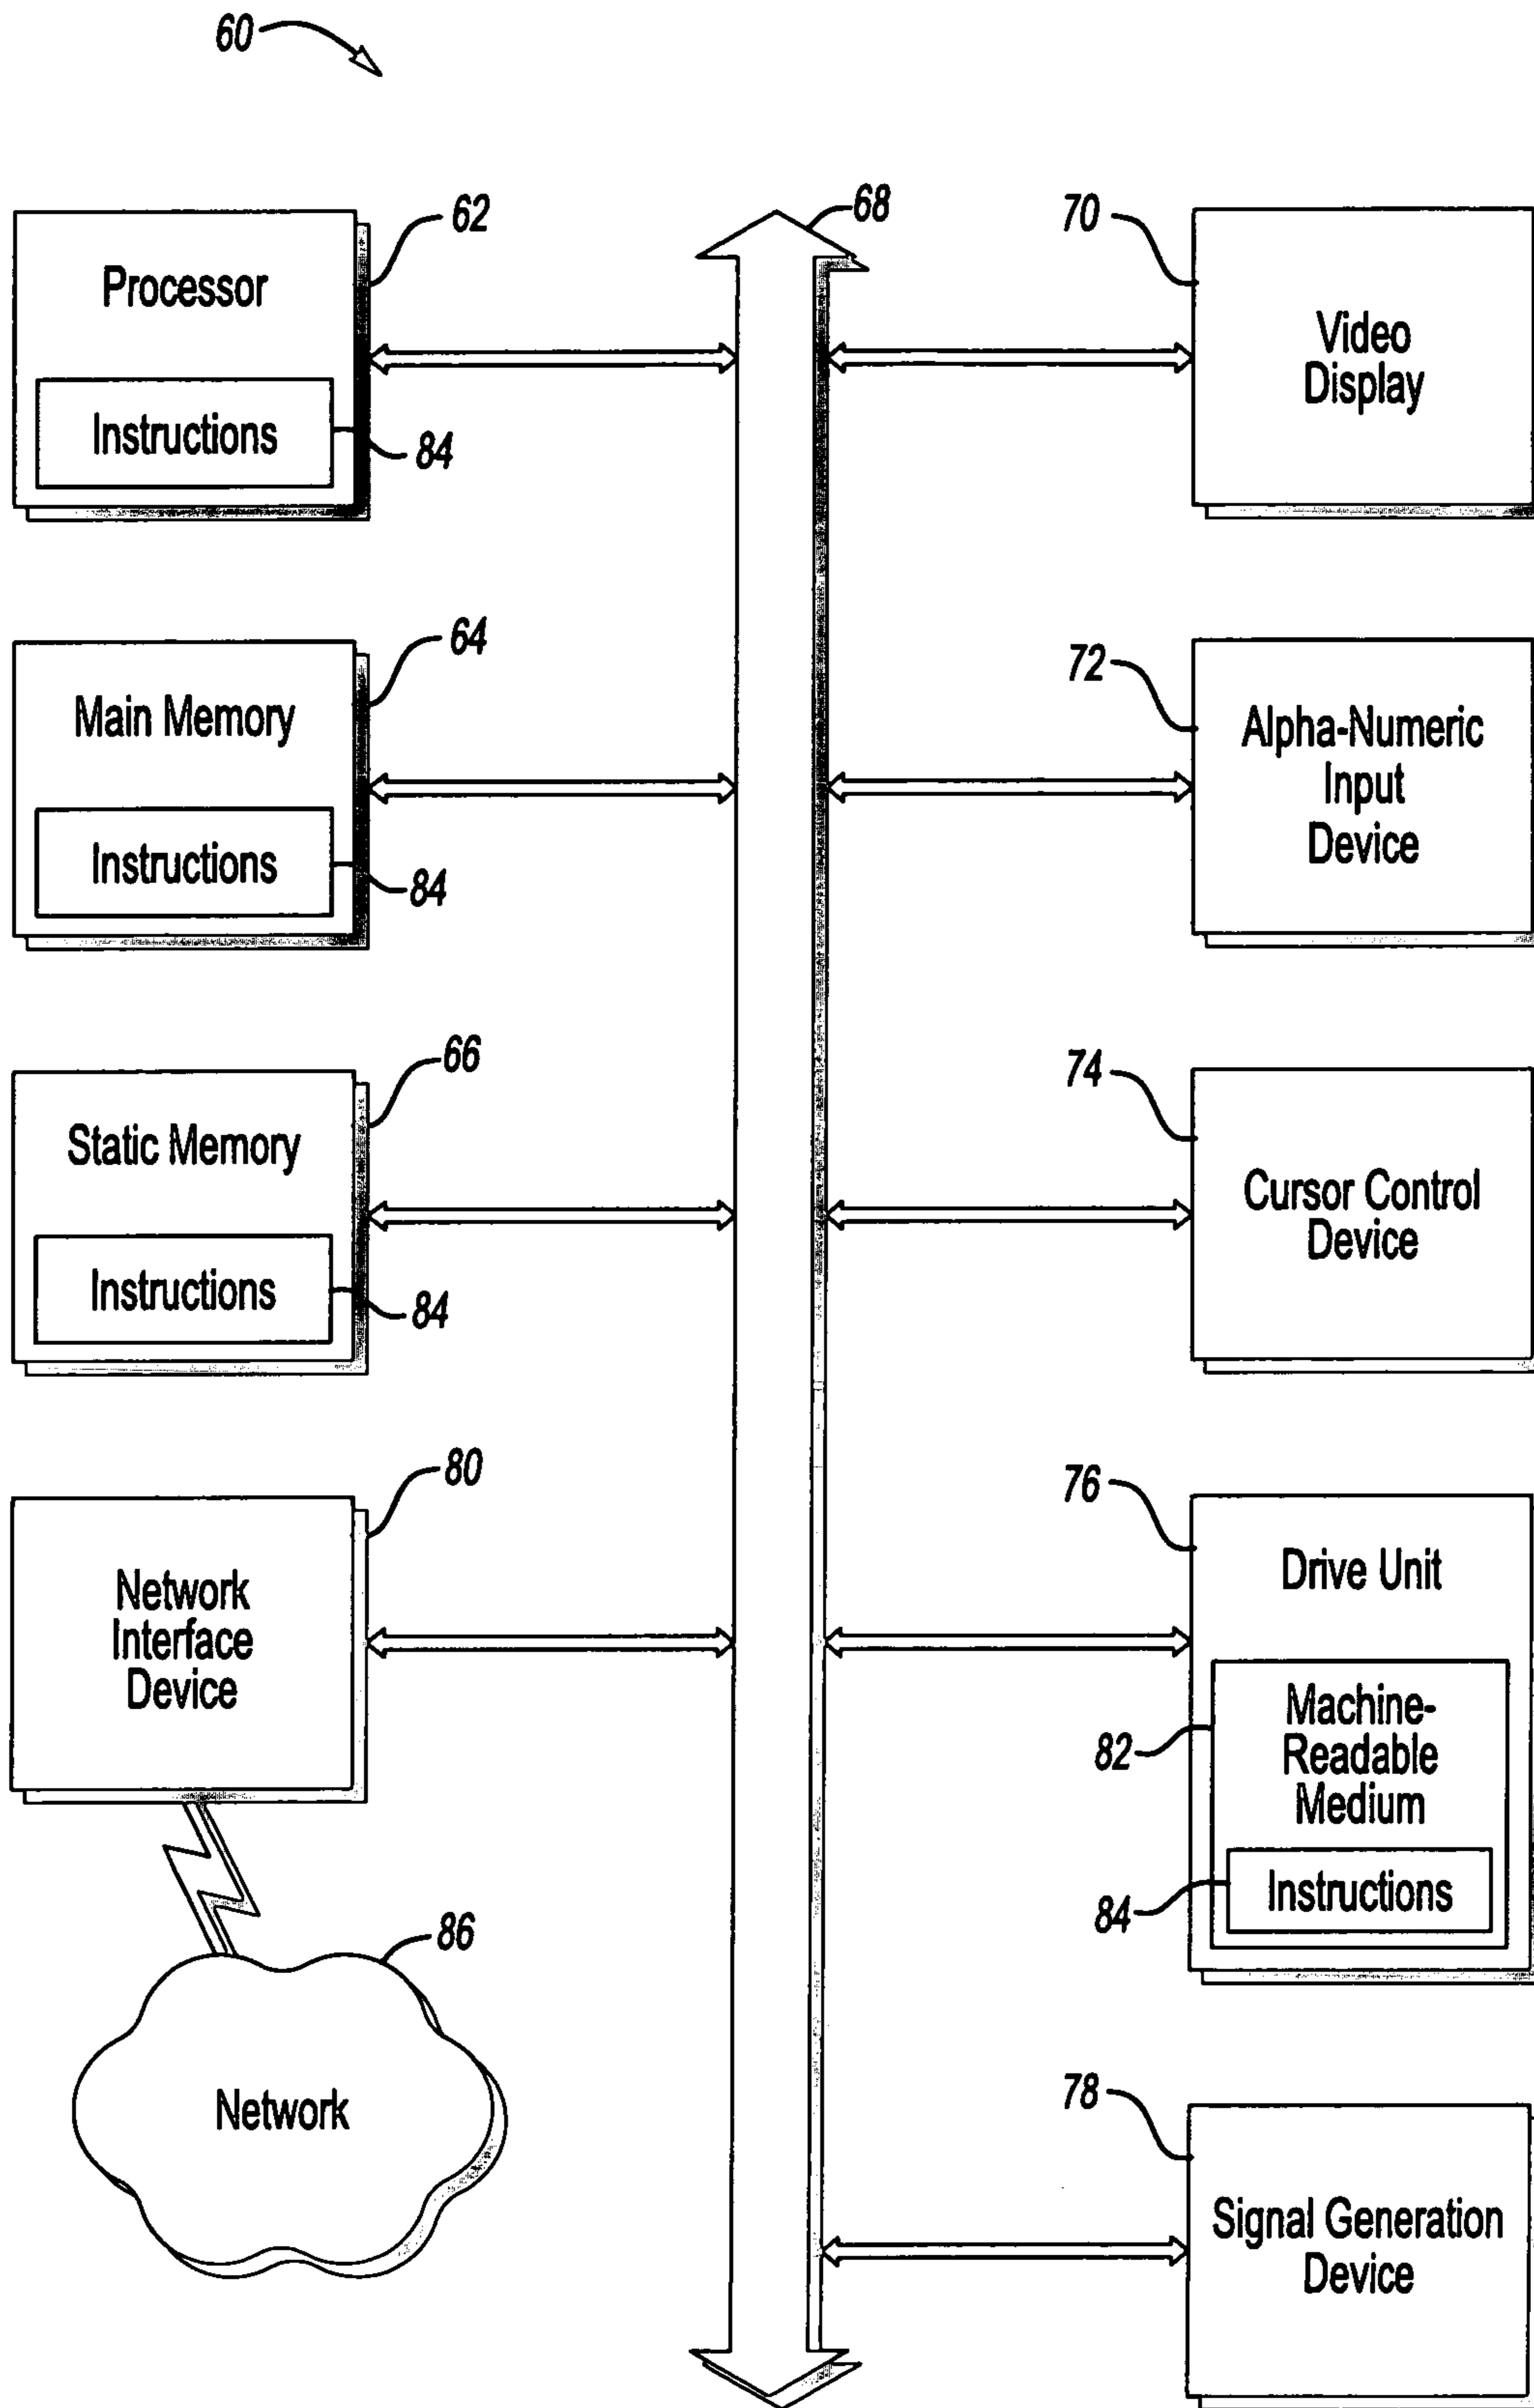 60
62
Processor
Instructions
84
64
Main Memory
Instructions
84
66
Static Memory
Instructions
84
80
Network
Interface
Device
86
Network
68
70
Video
Display
72
Alpha-Numeric
Input
Device
74
Cursor Control
Device
76
Drive Unit
82
Machine-
Readable
Medium
84
Instructions
78
Signal Generation
Device